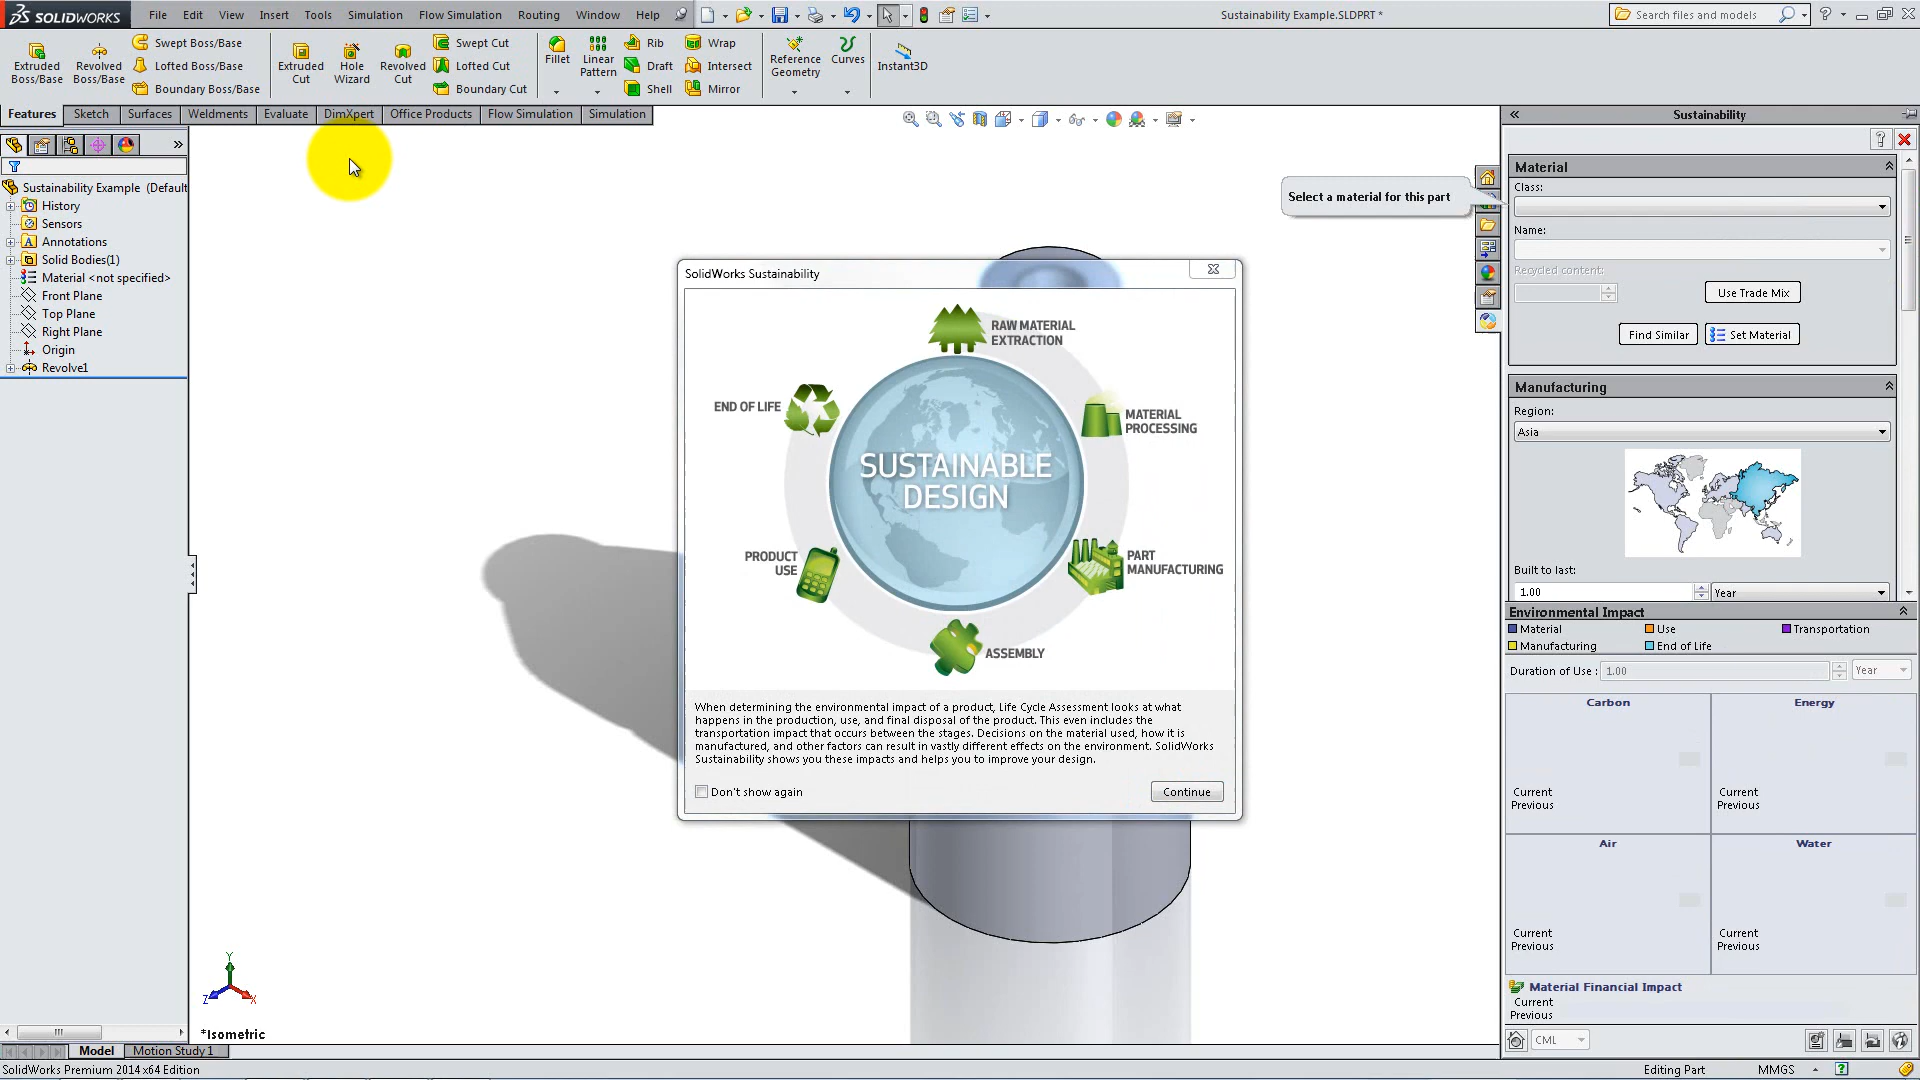 SOLIDWORKS
File Edit View Insert Tools Simulation Flow Simulation Routing Window Help
Sustainability Example.SLDPRT *
Search files and models
Extruded Boss/Base
Revolved Boss/Base
Swept Boss/Base
Lofted Boss/Base
Boundary Boss/Base
Extruded Cut
Hole Wizard
Revolved Cut
Swept Cut
Lofted Cut
Boundary Cut
Fillet
Linear Pattern
Rib
Draft
Shell
Wrap
Intersect
Mirror
Reference Geometry
Curves
Instant3D
Features Sketch Surfaces Weldments Evaluate DimXpert Office Products Flow Simulation Simulation
Sustainability Example (Default
History
Sensors
Annotations
Solid Bodies(1)
Material <not specified>
Front Plane
Top Plane
Right Plane
Origin
Revolve1
Select a material for this part
SolidWorks Sustainability
RAW MATERIAL
EXTRACTION
END OF LIFE
MATERIAL
PROCESSING
SUSTAINABLE
DESIGN
PRODUCT
USE
PART
MANUFACTURING
ASSEMBLY
When determining the environmental impact of a product, Life Cycle Assessment looks at what
happens in the production, use, and final disposal of the product. This even includes the
transportation impact that occurs between the stages. Decisions on the material used, how it is
manufactured, and other factors can result in vastly different effects on the environment. SolidWorks
Sustainability shows you these impacts and helps you to improve your design.
Don't show again
Continue
Sustainability
Material
Class:
Name:
Recycled content:
Use Trade Mix
Find Similar Set Material
Manufacturing
Region:
Asia
Built to last:
1.00 Year
Environmental Impact
Material Use Transportation
Manufacturing End of Life
Duration of Use : 1.00 Year
Carbon Energy
Current Current
Previous Previous
Air Water
Current Current
Previous Previous
Material Financial Impact
Current
Previous
CML
Y
Z X
*Isometric
Model Motion Study 1
SolidWorks Premium 2014 x64 Edition
Editing Part MMGS